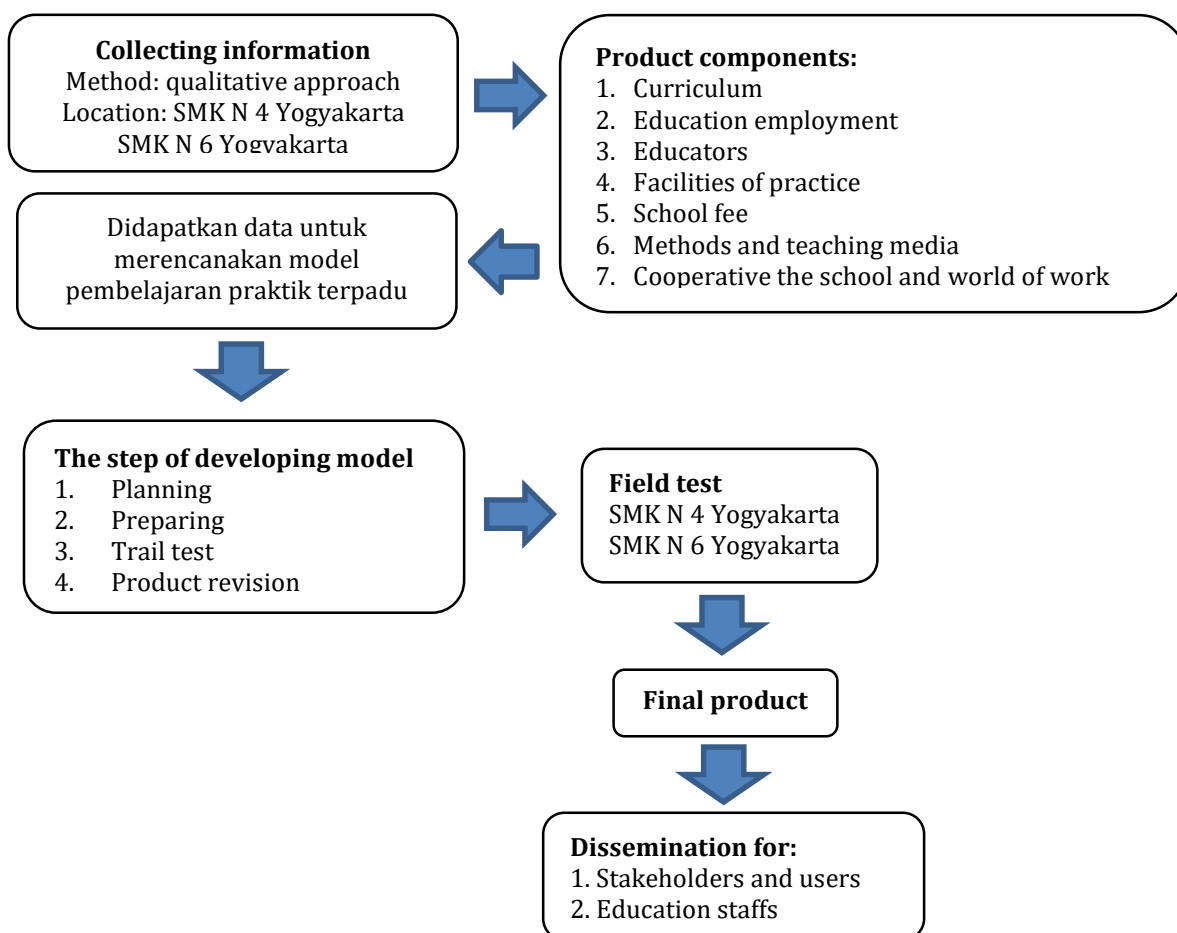 Collecting information
Method: qualitative approach
Location: SMK N 4 Yogyakarta
SMK N 6 Yogyakarta
Product components:
1. Curriculum
2. Education employment
3. Educators
4. Facilities of practice
5. School fee
6. Methods and teaching media
7. Cooperative the school and world of work
Didapatkan data untuk
merencanakan model
pembelajaran praktik terpadu
The step of developing model
1. Planning
2. Preparing
3. Trail test
4. Product revision
Field test
SMK N 4 Yogyakarta
SMK N 6 Yogyakarta
Final product
Dissemination for:
1. Stakeholders and users
2. Education staffs